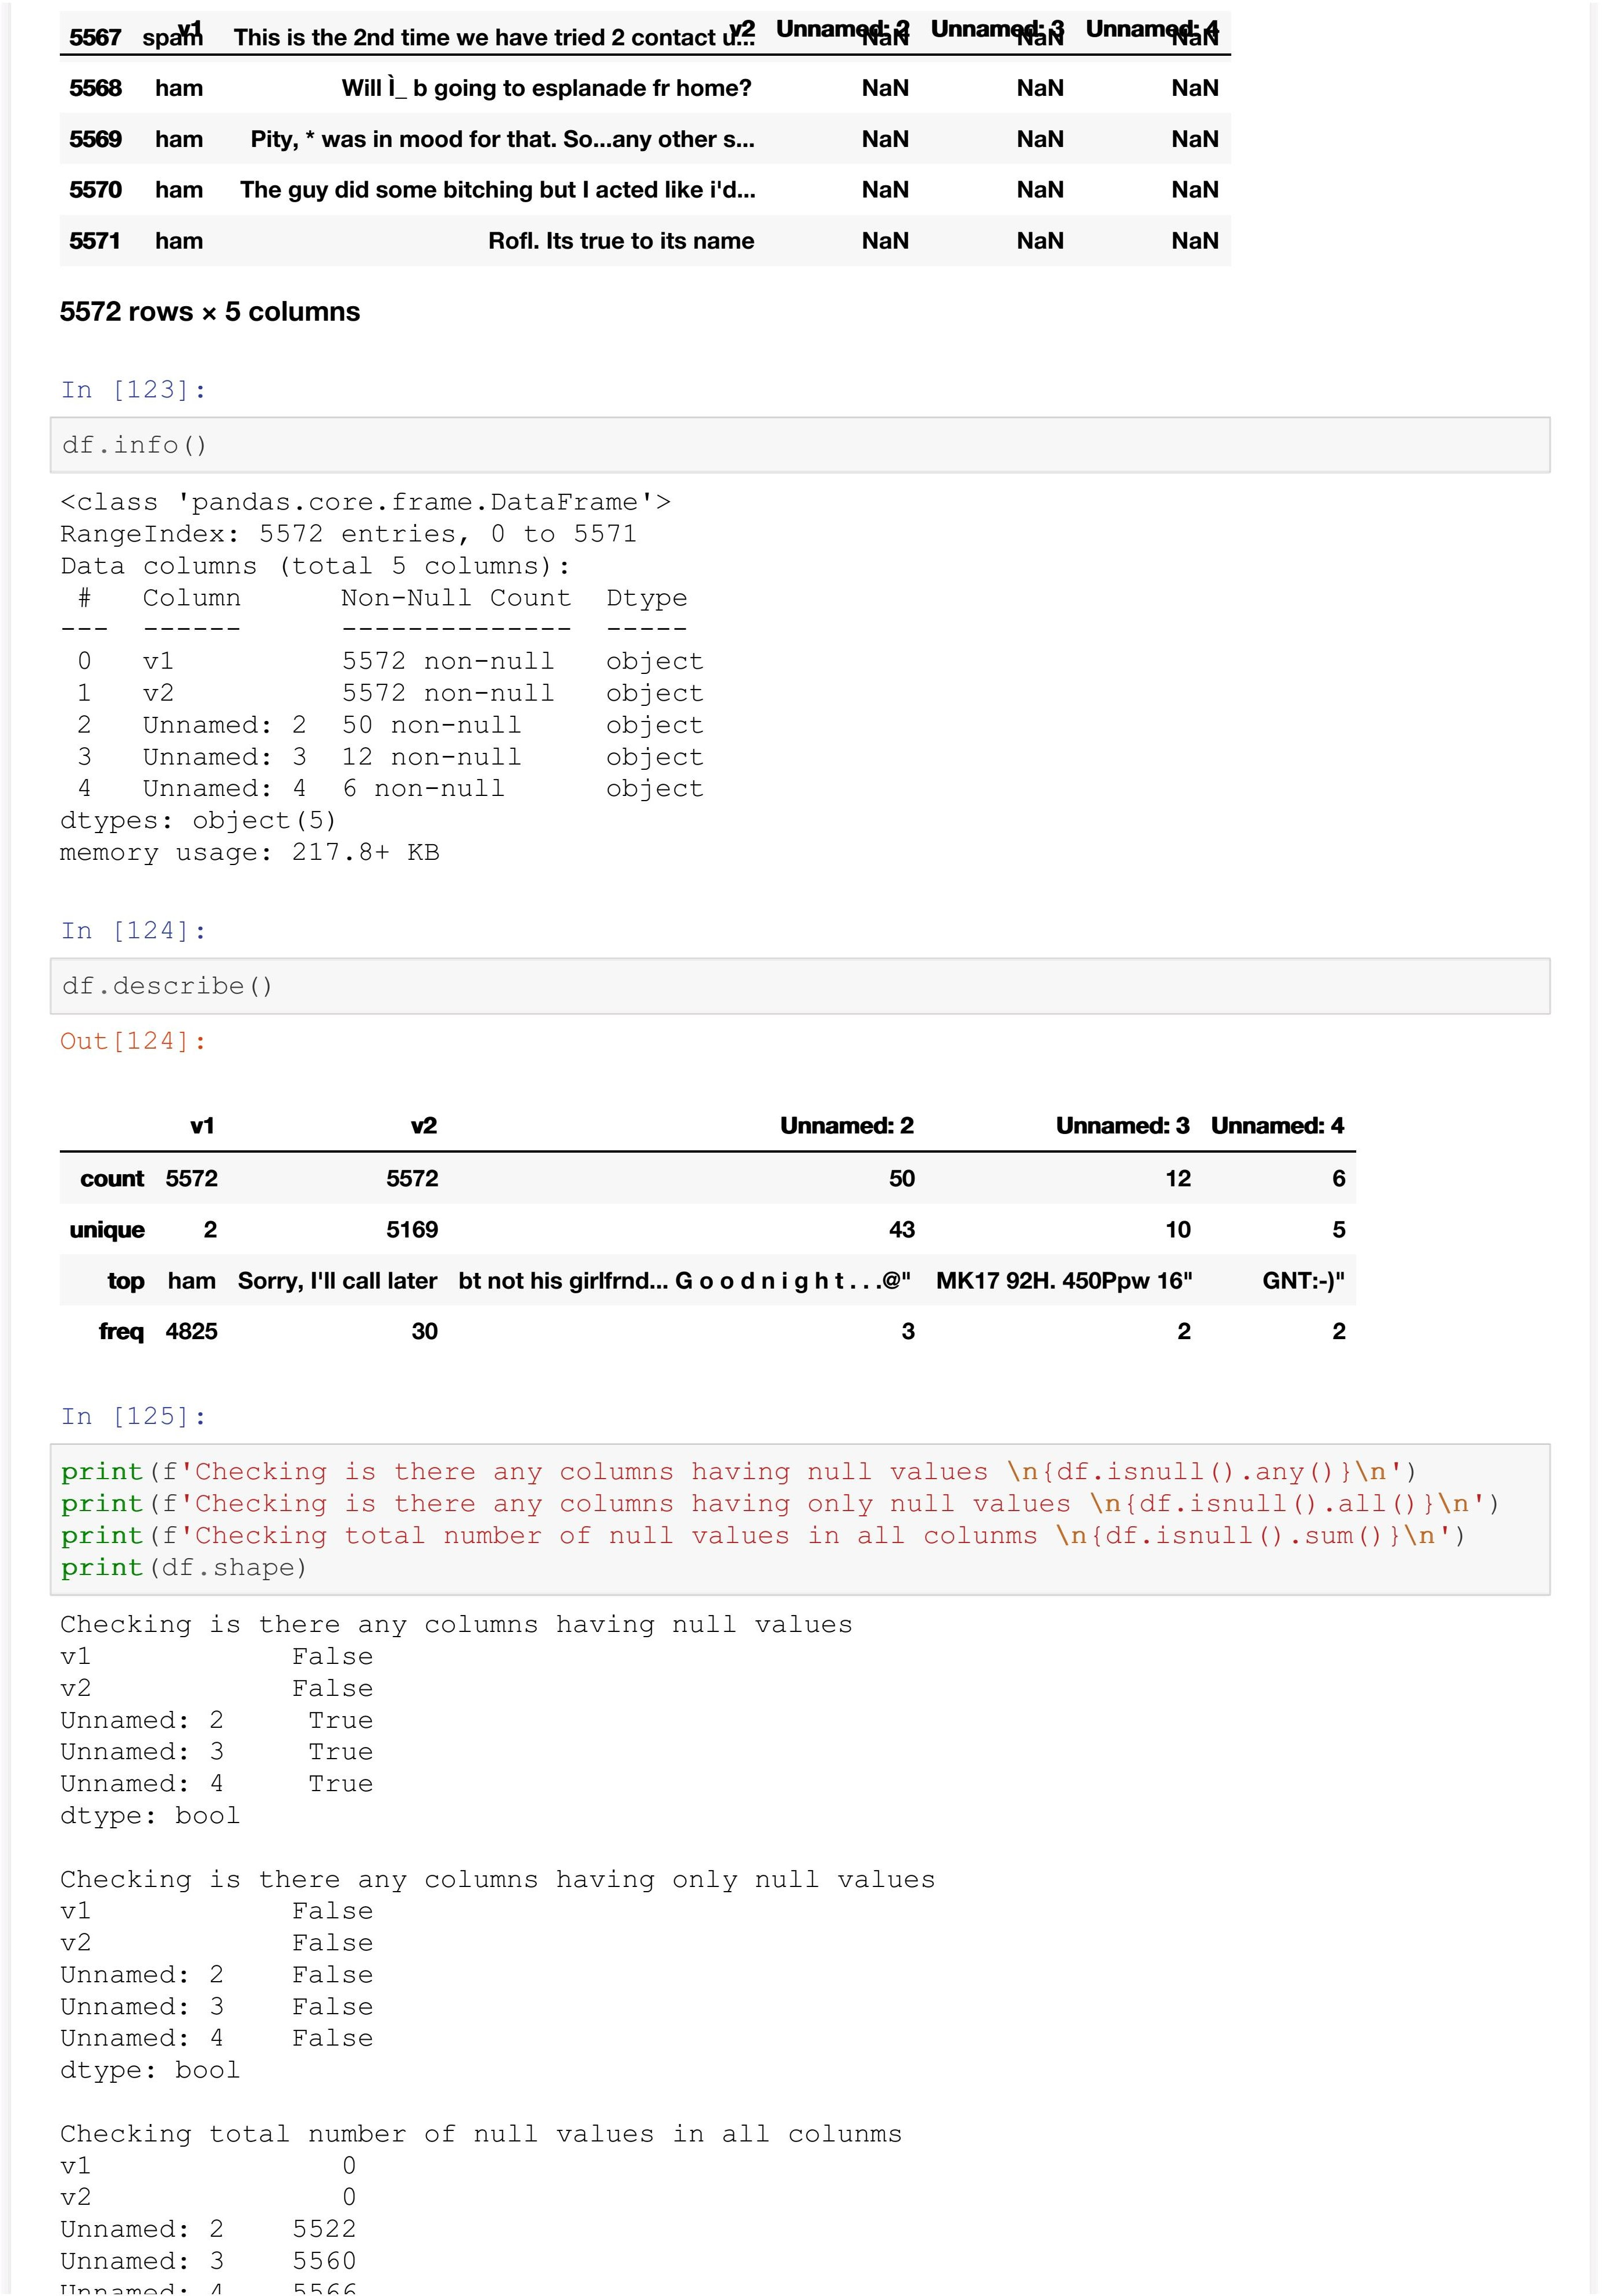 v1 v2 Unnamed: 2 Unnamed: 3 Unnamed: 4
5567 spam This is the 2nd time we have tried 2 contact u... NaN NaN NaN
5568 ham Will Ì_ b going to esplanade fr home? NaN NaN NaN
5569 ham Pity, * was in mood for that. So...any other s... NaN NaN NaN
5570 ham The guy did some bitching but I acted like i'd... NaN NaN NaN
5571 ham Rofl. Its true to its name NaN NaN NaN
5572 rows × 5 columns
In [123]:
df.info()
<class 'pandas.core.frame.DataFrame'>
RangeIndex: 5572 entries, 0 to 5571
Data columns (total 5 columns):
# Column Non-Null Count Dtype
--- ------ -------------- -----
0 v1 5572 non-null object
1 v2 5572 non-null object
2 Unnamed: 2 50 non-null object
3 Unnamed: 3 12 non-null object
4 Unnamed: 4 6 non-null object
dtypes: object(5)
memory usage: 217.8+ KB
In [124]:
df.describe()
Out[124]:
v1 v2 Unnamed: 2 Unnamed: 3 Unnamed: 4
count 5572 5572 50 12 6
unique 2 5169 43 10 5
top ham Sorry, I'll call later bt not his girlfrnd... G o o d n i g h t . . .@" MK17 92H. 450Ppw 16" GNT:-)"
freq 4825 30 3 2 2
In [125]:
print(f'Checking is there any columns having null values \n{df.isnull().any()}\n')
print(f'Checking is there any columns having only null values \n{df.isnull().all()}\n')
print(f'Checking total number of null values in all colunms \n{df.isnull().sum()}\n')
print(df.shape)
Checking is there any columns having null values
v1 False
v2 False
Unnamed: 2 True
Unnamed: 3 True
Unnamed: 4 True
dtype: bool
Checking is there any columns having only null values
v1 False
v2 False
Unnamed: 2 False
Unnamed: 3 False
Unnamed: 4 False
dtype: bool
Checking total number of null values in all colunms
v1 0
v2 0
Unnamed: 2 5522
Unnamed: 3 5560
Unnamed: 4 5566